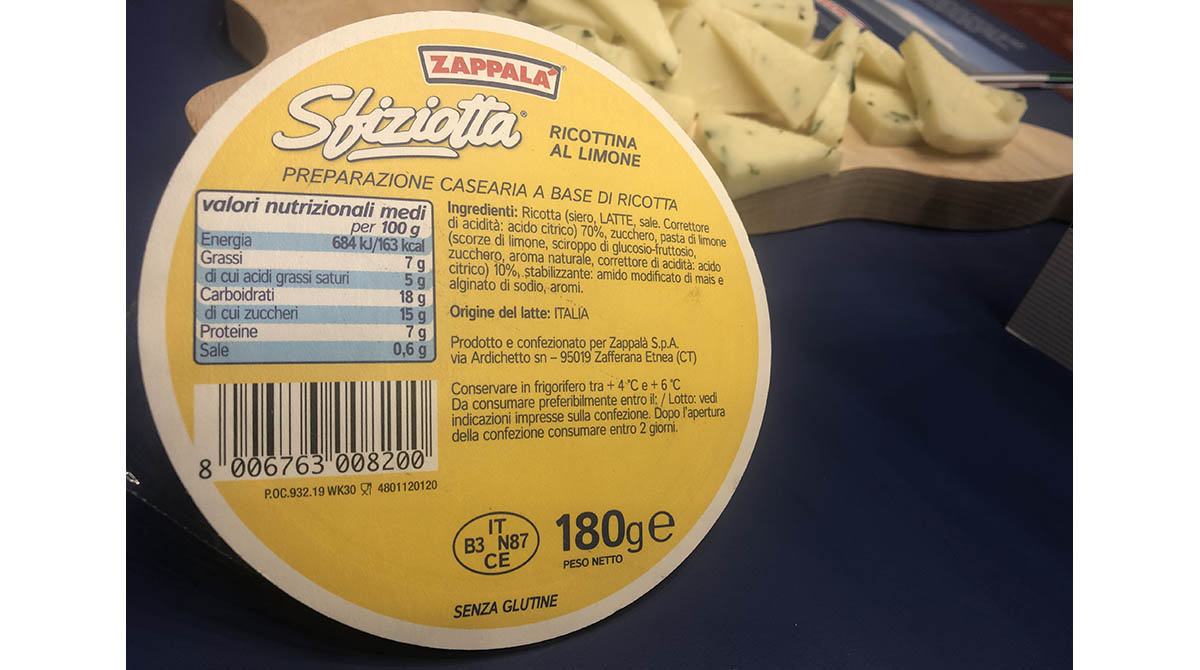 ZAPPALÁ
Sfiziotta®
RICOTTINA
AL LIMONE
PREPARAZIONE CASEARIA A BASE DI RICOTTA
valori nutrizionali medi
per 100 g
Energia 684 kJ/163 kcal
Grassi 7 g
di cui acidi grassi saturi 5 g
Carboidrati 18 g
di cui zuccheri 15 g
Proteine 7 g
Sale 0,6 g
Ingredienti: Ricotta (siero, LATTE, sale. Correttore
di acidità: acido citrico) 70%, zucchero, pasta di limone
(scorze di limone, sciroppo di glucosio-fruttosio,
zucchero, aroma naturale, correttore di acidità: acido
citrico) 10%, stabilizzante: amido modificato di mais e
alginato di sodio, aromi.
Origine del latte: ITALIA
Prodotto e confezionato per Zappalà S.p.A.
via Ardichetto sn – 95019 Zafferana Etnea (CT)
Conservare in frigorifero tra + 4 °C e + 6 °C
Da consumare preferibilmente entro il: / Lotto: vedi
indicazioni impresse sulla confezione. Dopo l'apertura
della confezione consumare entro 2 giorni.
8 006763 008200
P.OC.932.19 WK30 4801120120
IT
B3 N87
CE
180g e
PESO NETTO
SENZA GLUTINE